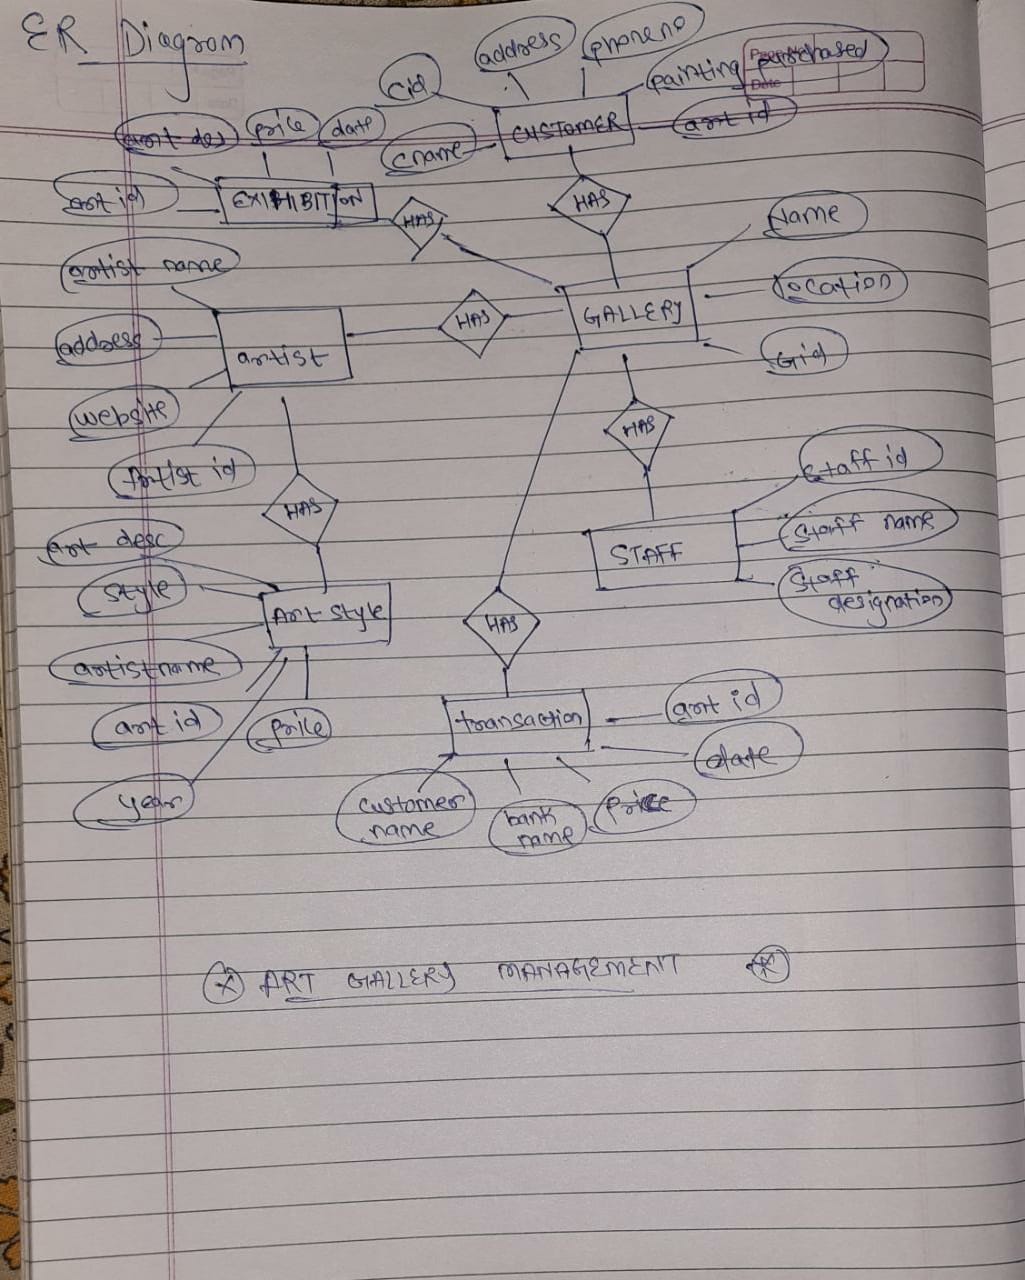 ER Diagram
address
phone no
cid
painting purchased
Date
art des
price
date
cname
CUSTOMER
art id
art id
EXIHIBITION
HAS
HAS
Name
artist name
location
HAS
GALLERY
address
artist
Gid
website
HAS
Artist id
Staff id
HAS
art desc
Staff name
STAFF
style
Staff
designation
Art Style
HAS
artistname
art id
art id
price
transaction
date
year
customer
name
bank
name
price
ART GALLERY MANAGEMENT